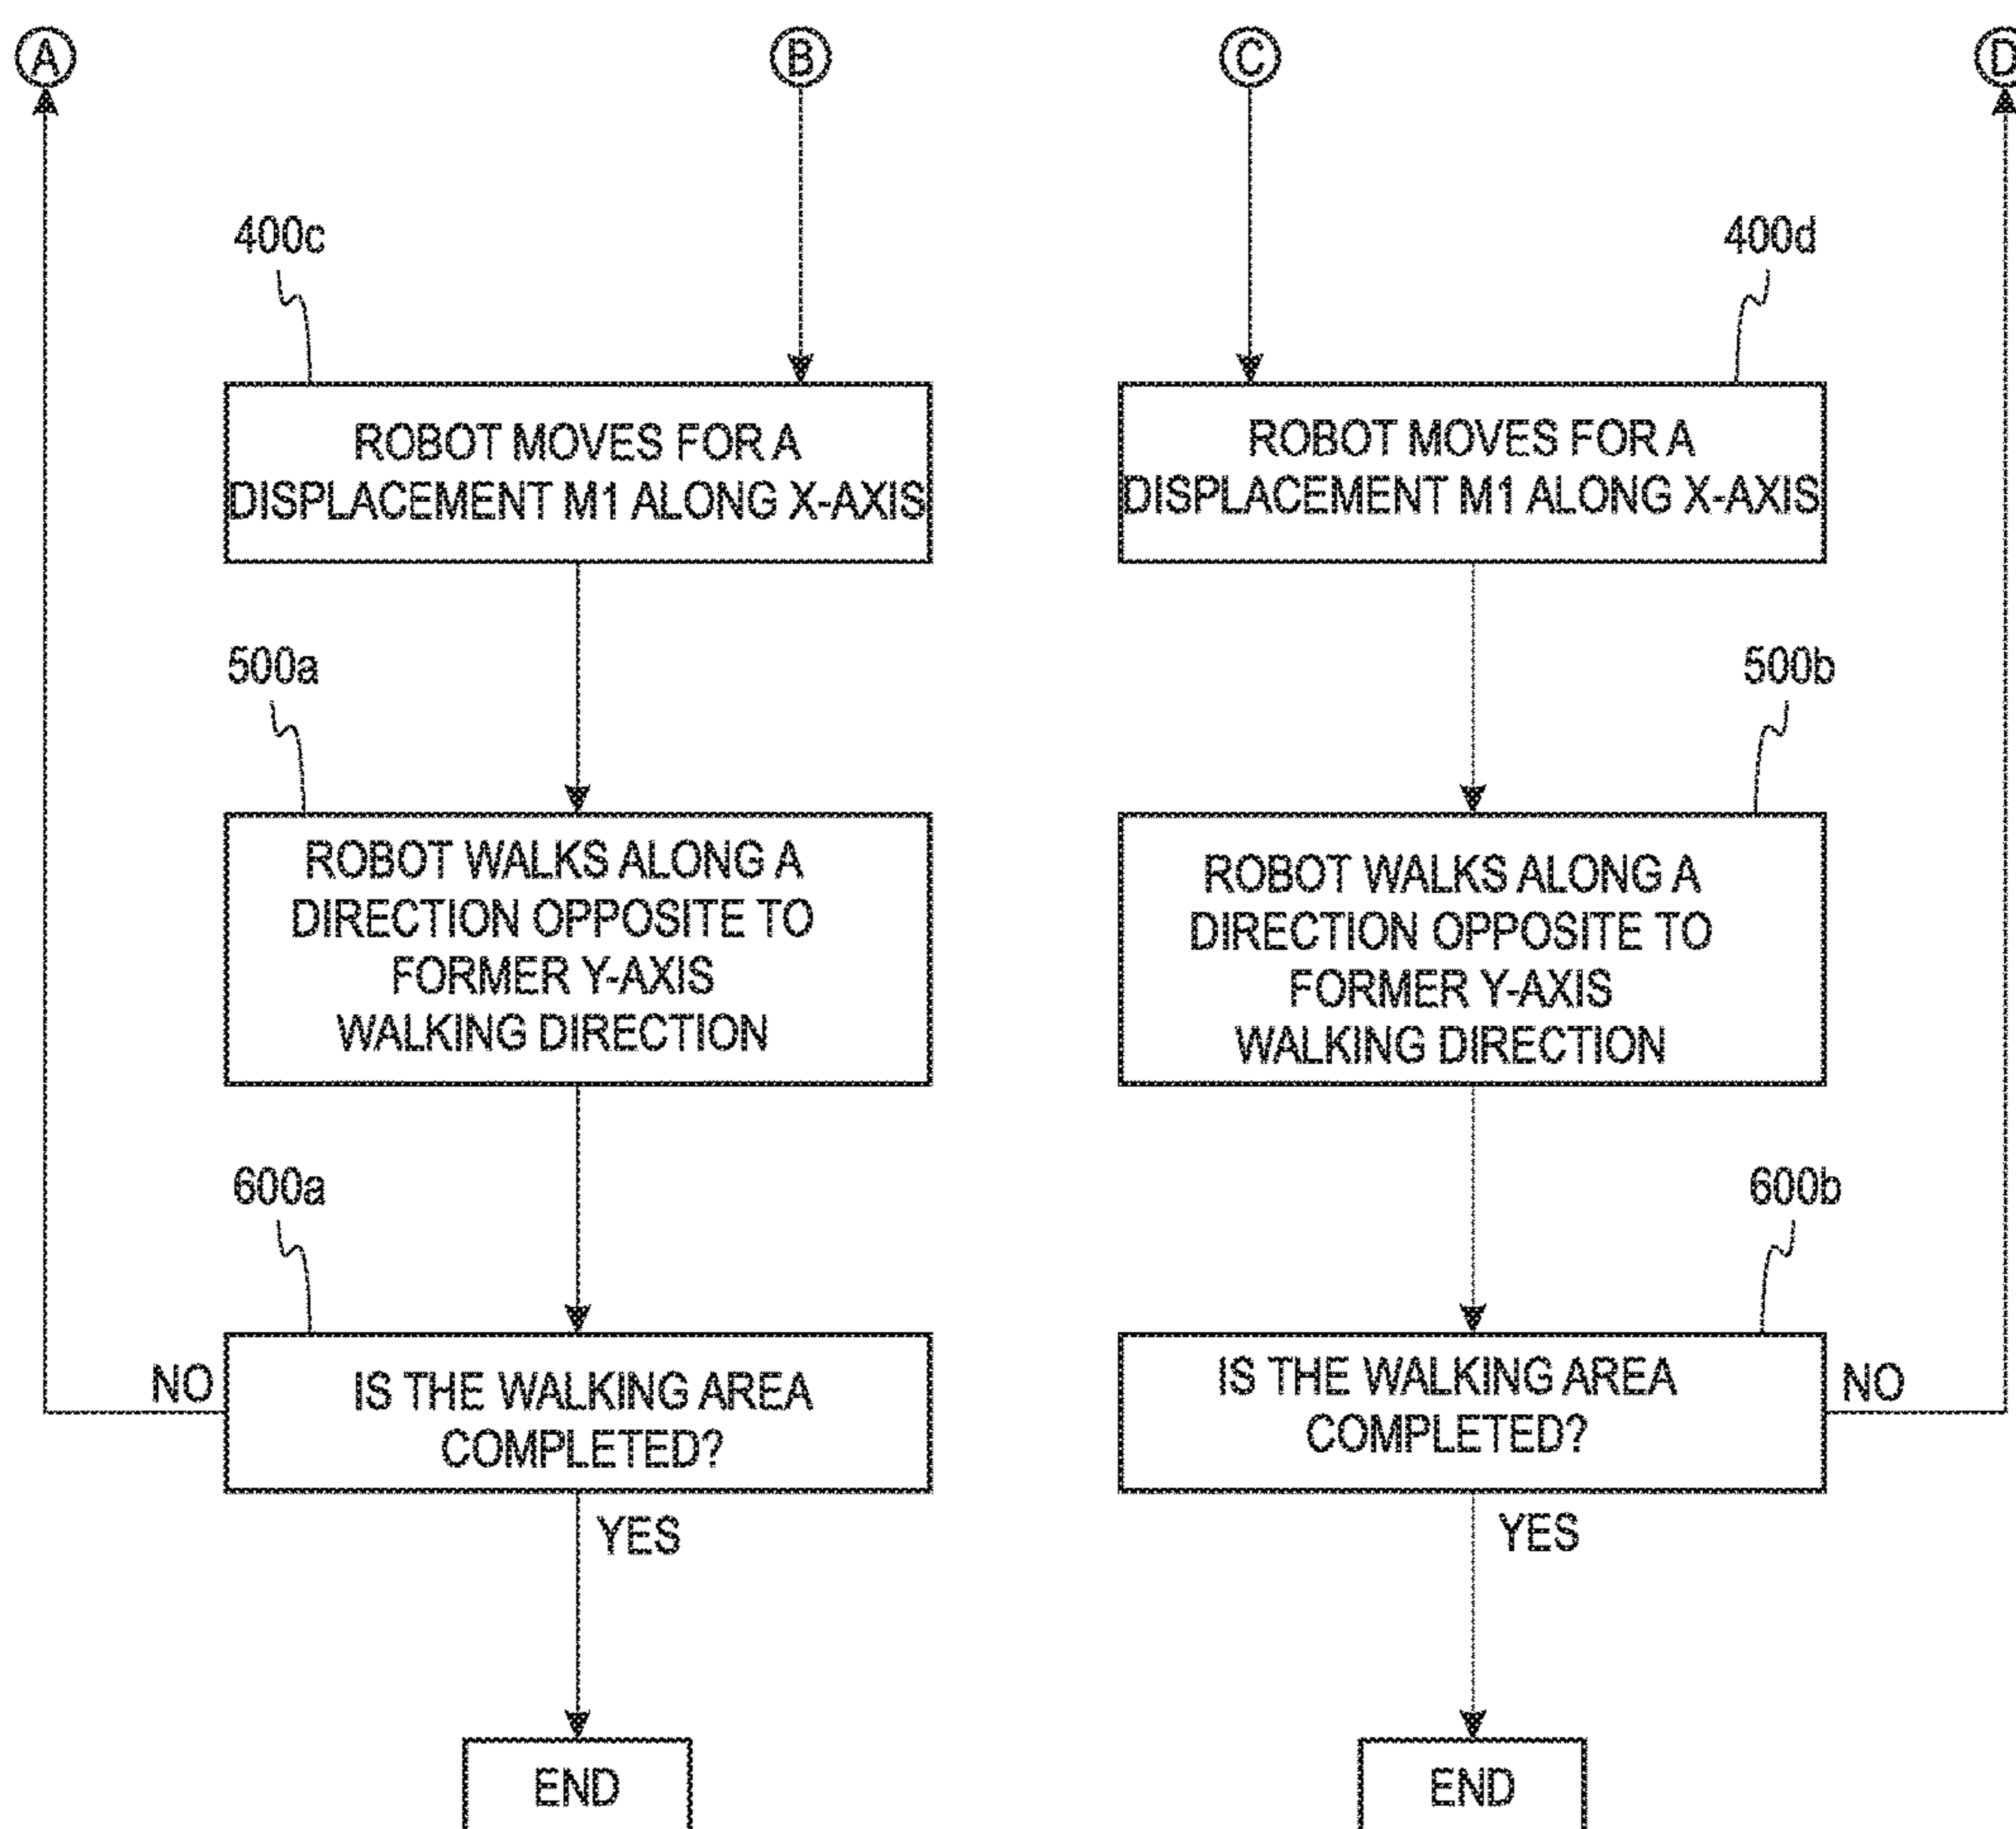 A
B
C
D
400c
400d
ROBOT MOVES FOR A
DISPLACEMENT M1 ALONG X-AXIS
ROBOT MOVES FOR A
DISPLACEMENT M1 ALONG X-AXIS
500a
500b
ROBOT WALKS ALONG A
DIRECTION OPPOSITE TO
FORMER Y-AXIS
WALKING DIRECTION
ROBOT WALKS ALONG A
DIRECTION OPPOSITE TO
FORMER Y-AXIS
WALKING DIRECTION
600a
600b
NO
IS THE WALKING AREA
COMPLETED?
IS THE WALKING AREA
COMPLETED?
NO
YES
YES
END
END